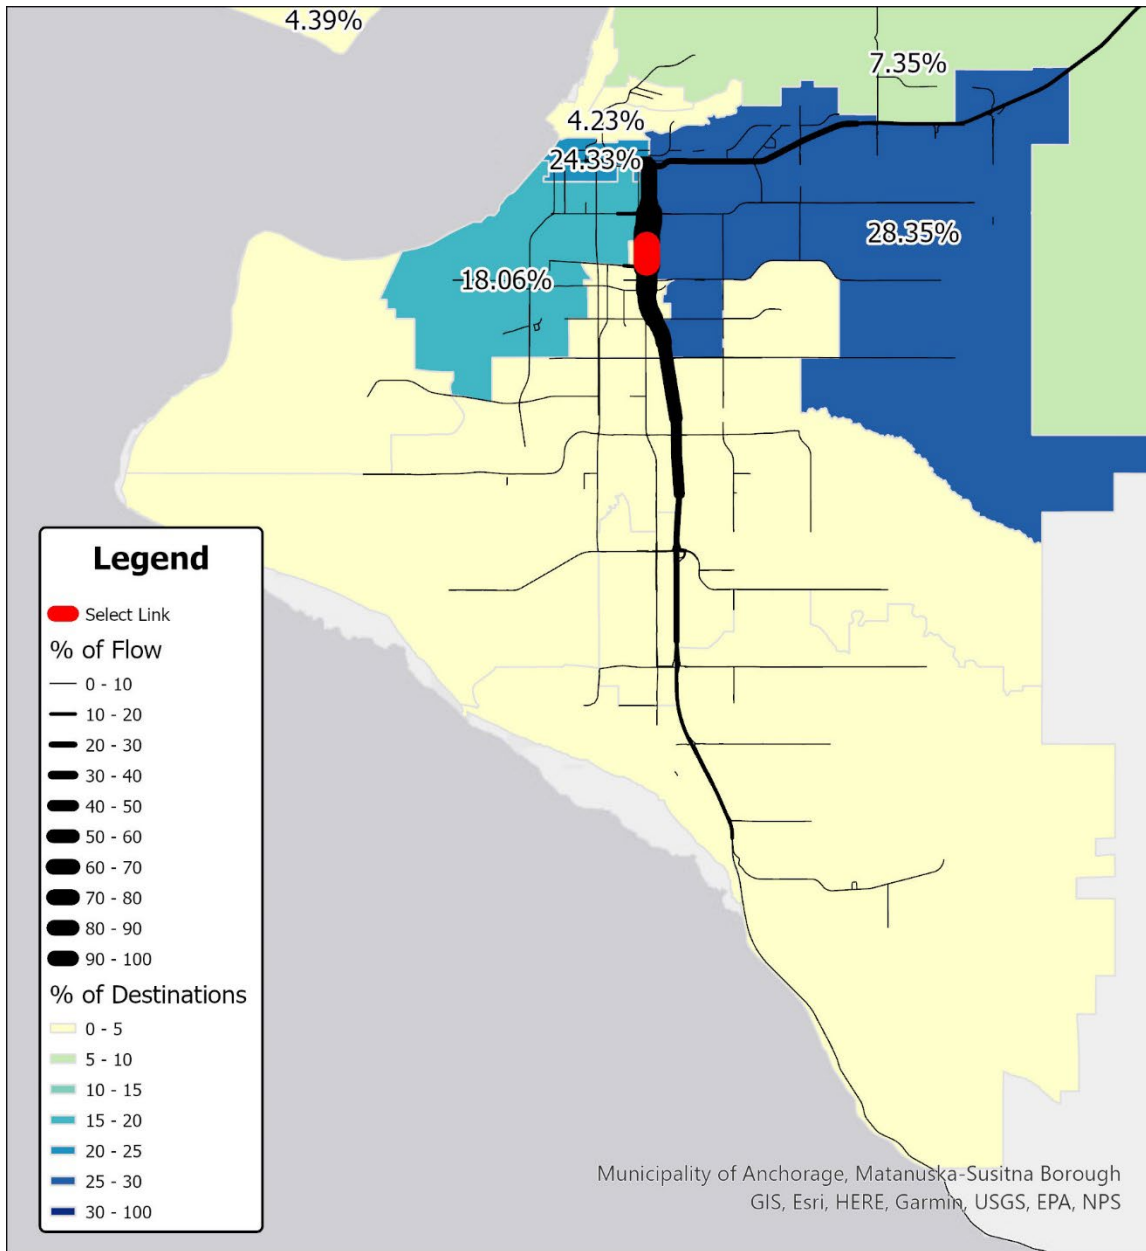 4.39%
7.35%
4.23%
24.33%
28.35%
18.06%
Legend
Select Link
% of Flow
0 - 10
10 - 20
20 - 30
30 - 40
40 - 50
50 - 60
60 - 70
70 - 80
80 - 90
90 - 100
% of Destinations
0 - 5
5 - 10
10 - 15
15 - 20
20 - 25
25 - 30
30 - 100
Municipality of Anchorage, Matanuska-Susitna Borough
GIS, Esri, HERE, Garmin, USGS, EPA, NPS